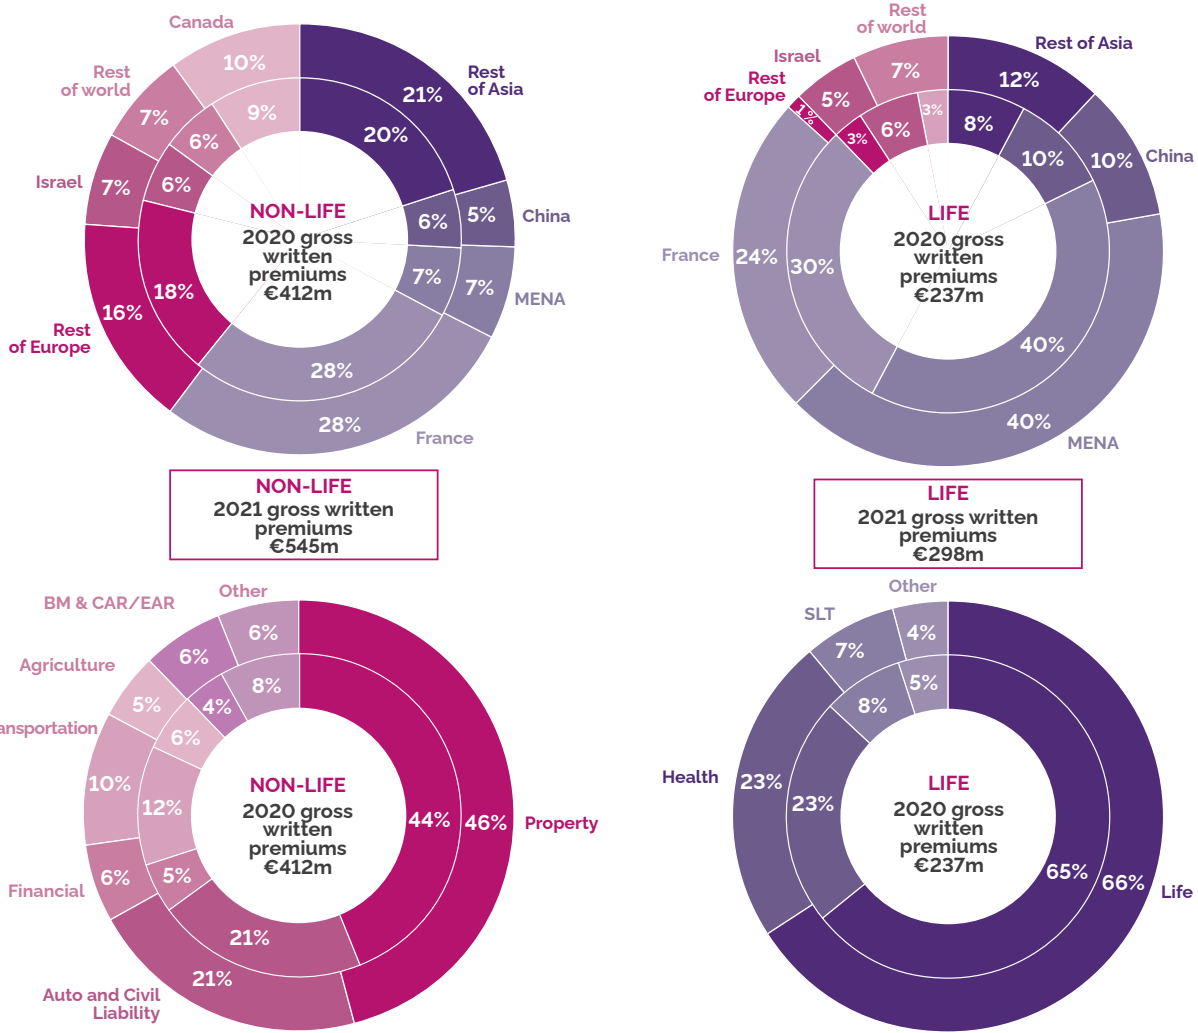 Canada
Rest
of world
Israel
Rest
of Europe
Rest
of Asia
China
MENA
France
10%
9%
21%
20%
7%
6%
7%
6%
6%
5%
7%
7%
18%
16%
28%
28%
NON-LIFE
2020 gross
written
premiums
€412m
Rest
of world
Israel
Rest
of Europe
Rest of Asia
China
France
MENA
7%
12%
5%
1%
3%
6%
3%
8%
10%
10%
24%
30%
40%
40%
LIFE
2020 gross
written
premiums
€237m
NON-LIFE
2021 gross written
premiums
€545m
LIFE
2021 gross written
premiums
€298m
Other
BM & CAR/EAR
Agriculture
ansportation
Financial
Auto and Civil
Liability
Property
6%
6%
8%
4%
5%
6%
10%
12%
6%
5%
21%
21%
44%
46%
NON-LIFE
2020 gross
written
premiums
€412m
Other
SLT
Health
Life
4%
7%
5%
8%
23%
23%
65%
66%
LIFE
2020 gross
written
premiums
€237m